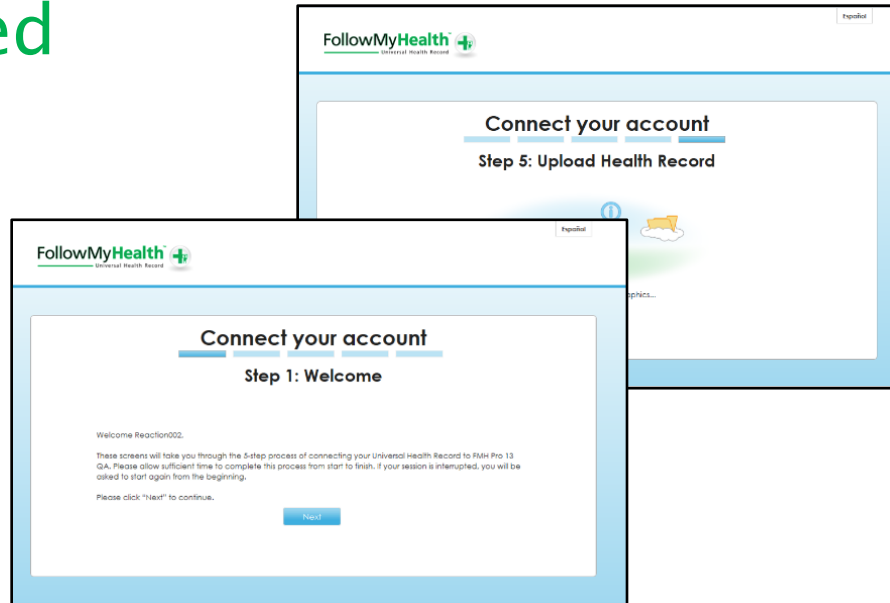 ed
Español
FollowMyHealth
Universal Health Record
Connect your account
Step 5: Upload Health Record
Español
FollowMyHealth
Universal Health Record
aphics...
Connect your account
Step 1: Welcome
Welcome Reaction002,
These screens will take you through the 5-step process of connecting your Universal Health Record to FMH Pro 13
QA. Please allow sufficient time to complete this process from start to finish. If your session is interrupted, you will be
asked to start again from the beginning.
Please click "Next" to continue.
Next